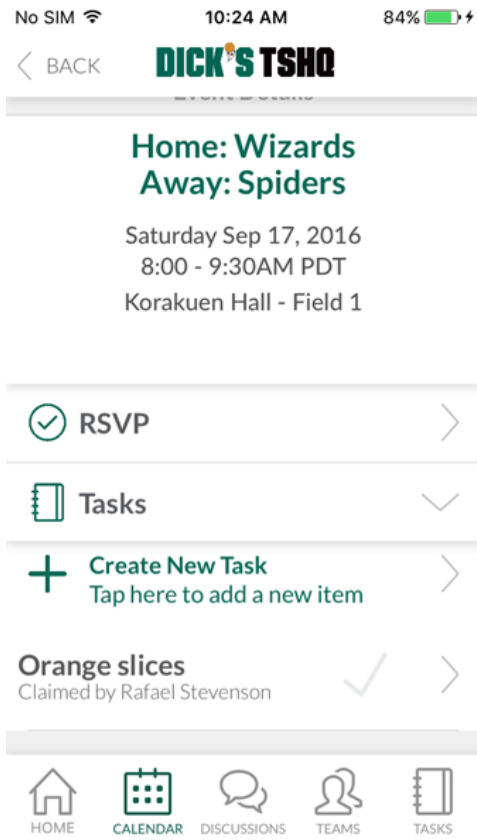 No SIM 10:24 AM 84%
BACK DICK'S TSHQ
Event Details
Home: Wizards
Away: Spiders
Saturday Sep 17, 2016
8:00 - 9:30AM PDT
Korakuen Hall - Field 1
RSVP
Tasks
Create New Task
Tap here to add a new item
Orange slices
Claimed by Rafael Stevenson
HOME CALENDAR DISCUSSIONS TEAMS TASKS